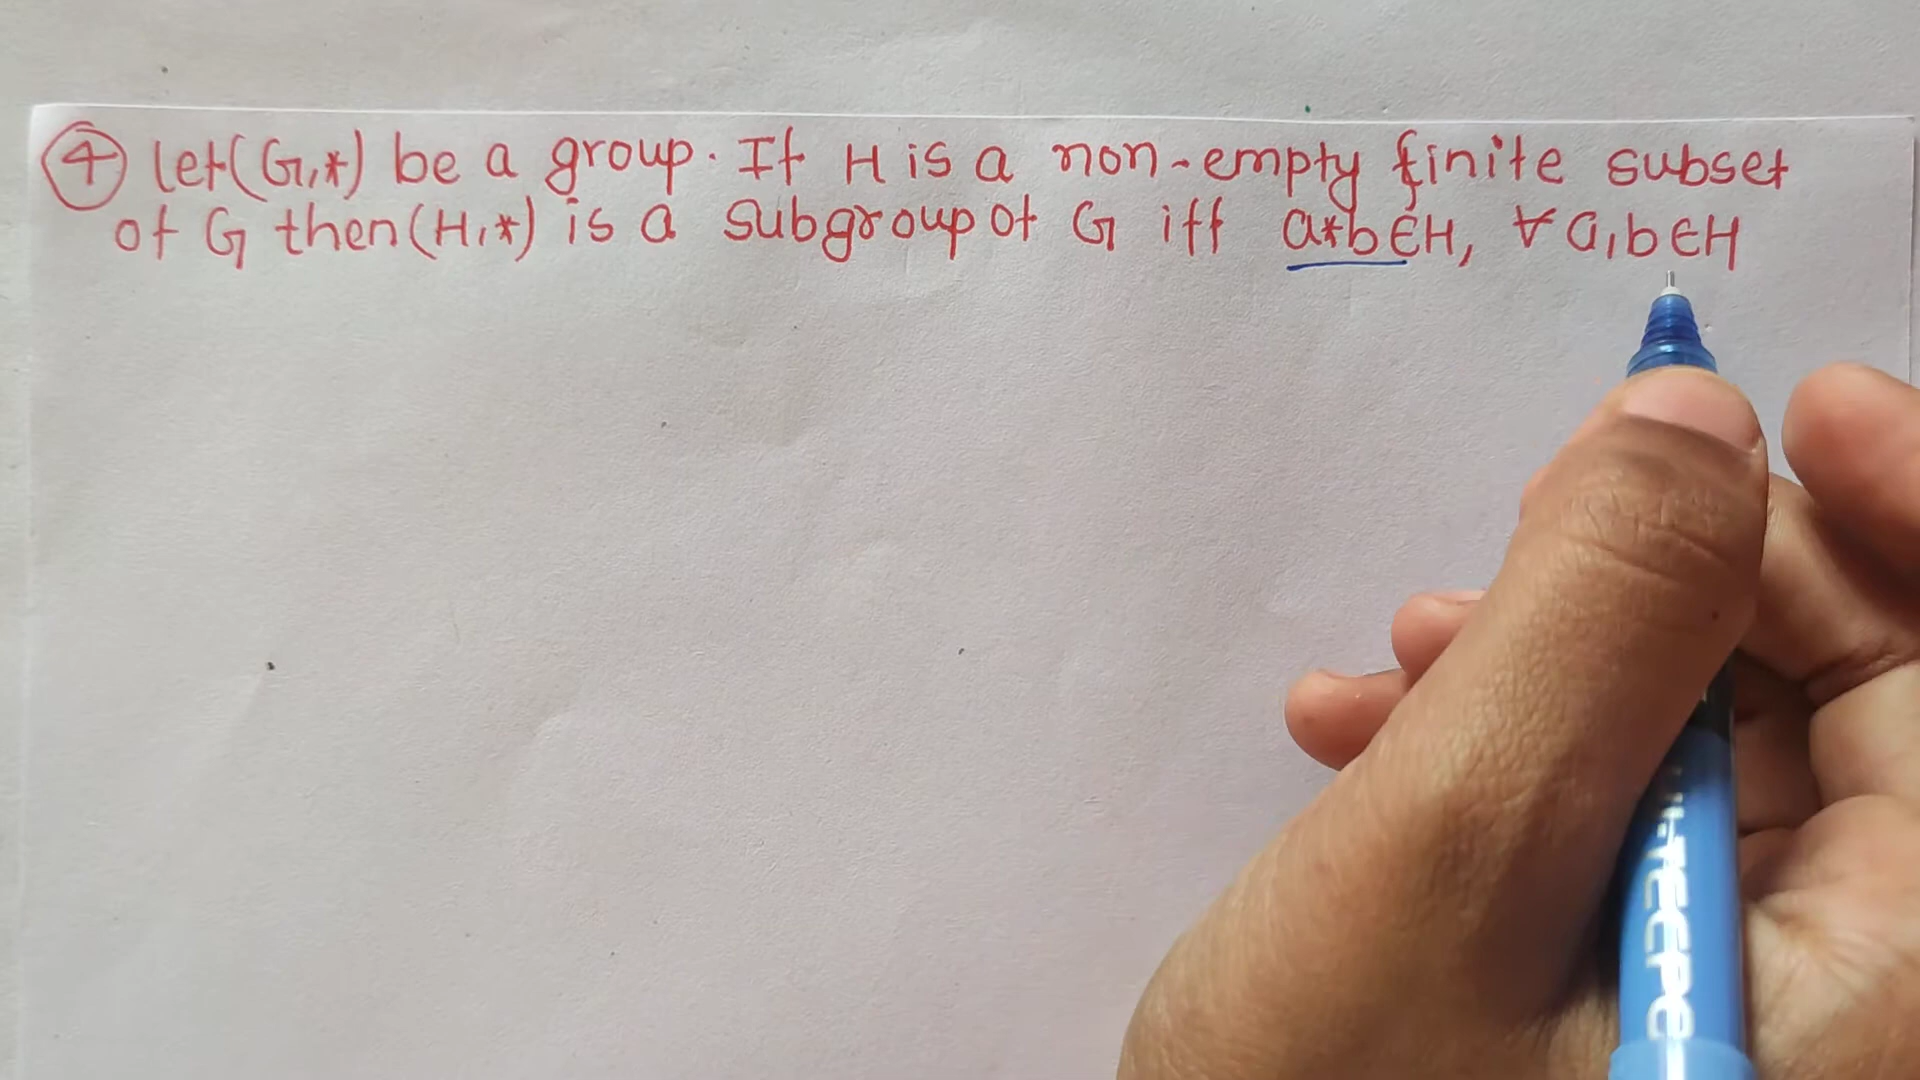 ④ let (G,*) be a group. If H is a non-empty finite subset
of G then (H,*) is a subgroup of G iff a*b∈H, ∀ a,b∈H